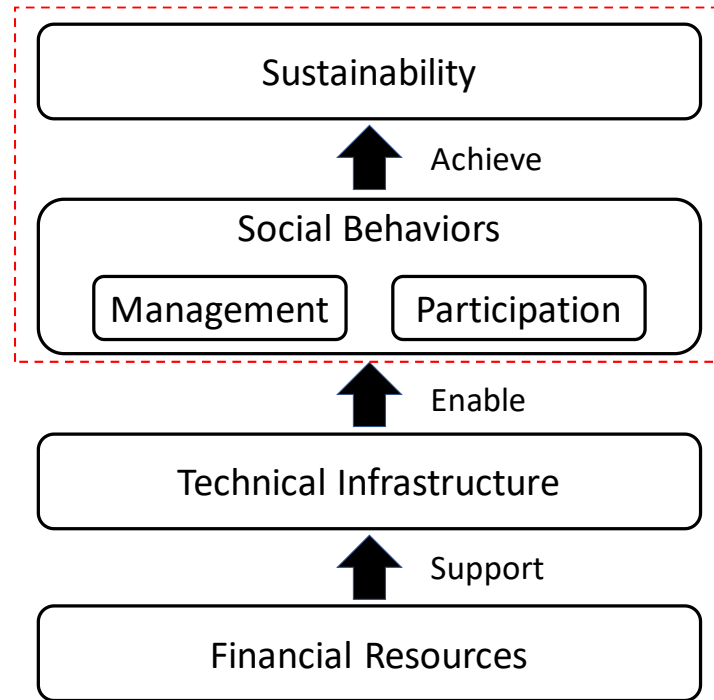 Sustainability
Achieve
Social Behaviors
Management Participation
Enable
Technical Infrastructure
Support
Financial Resources